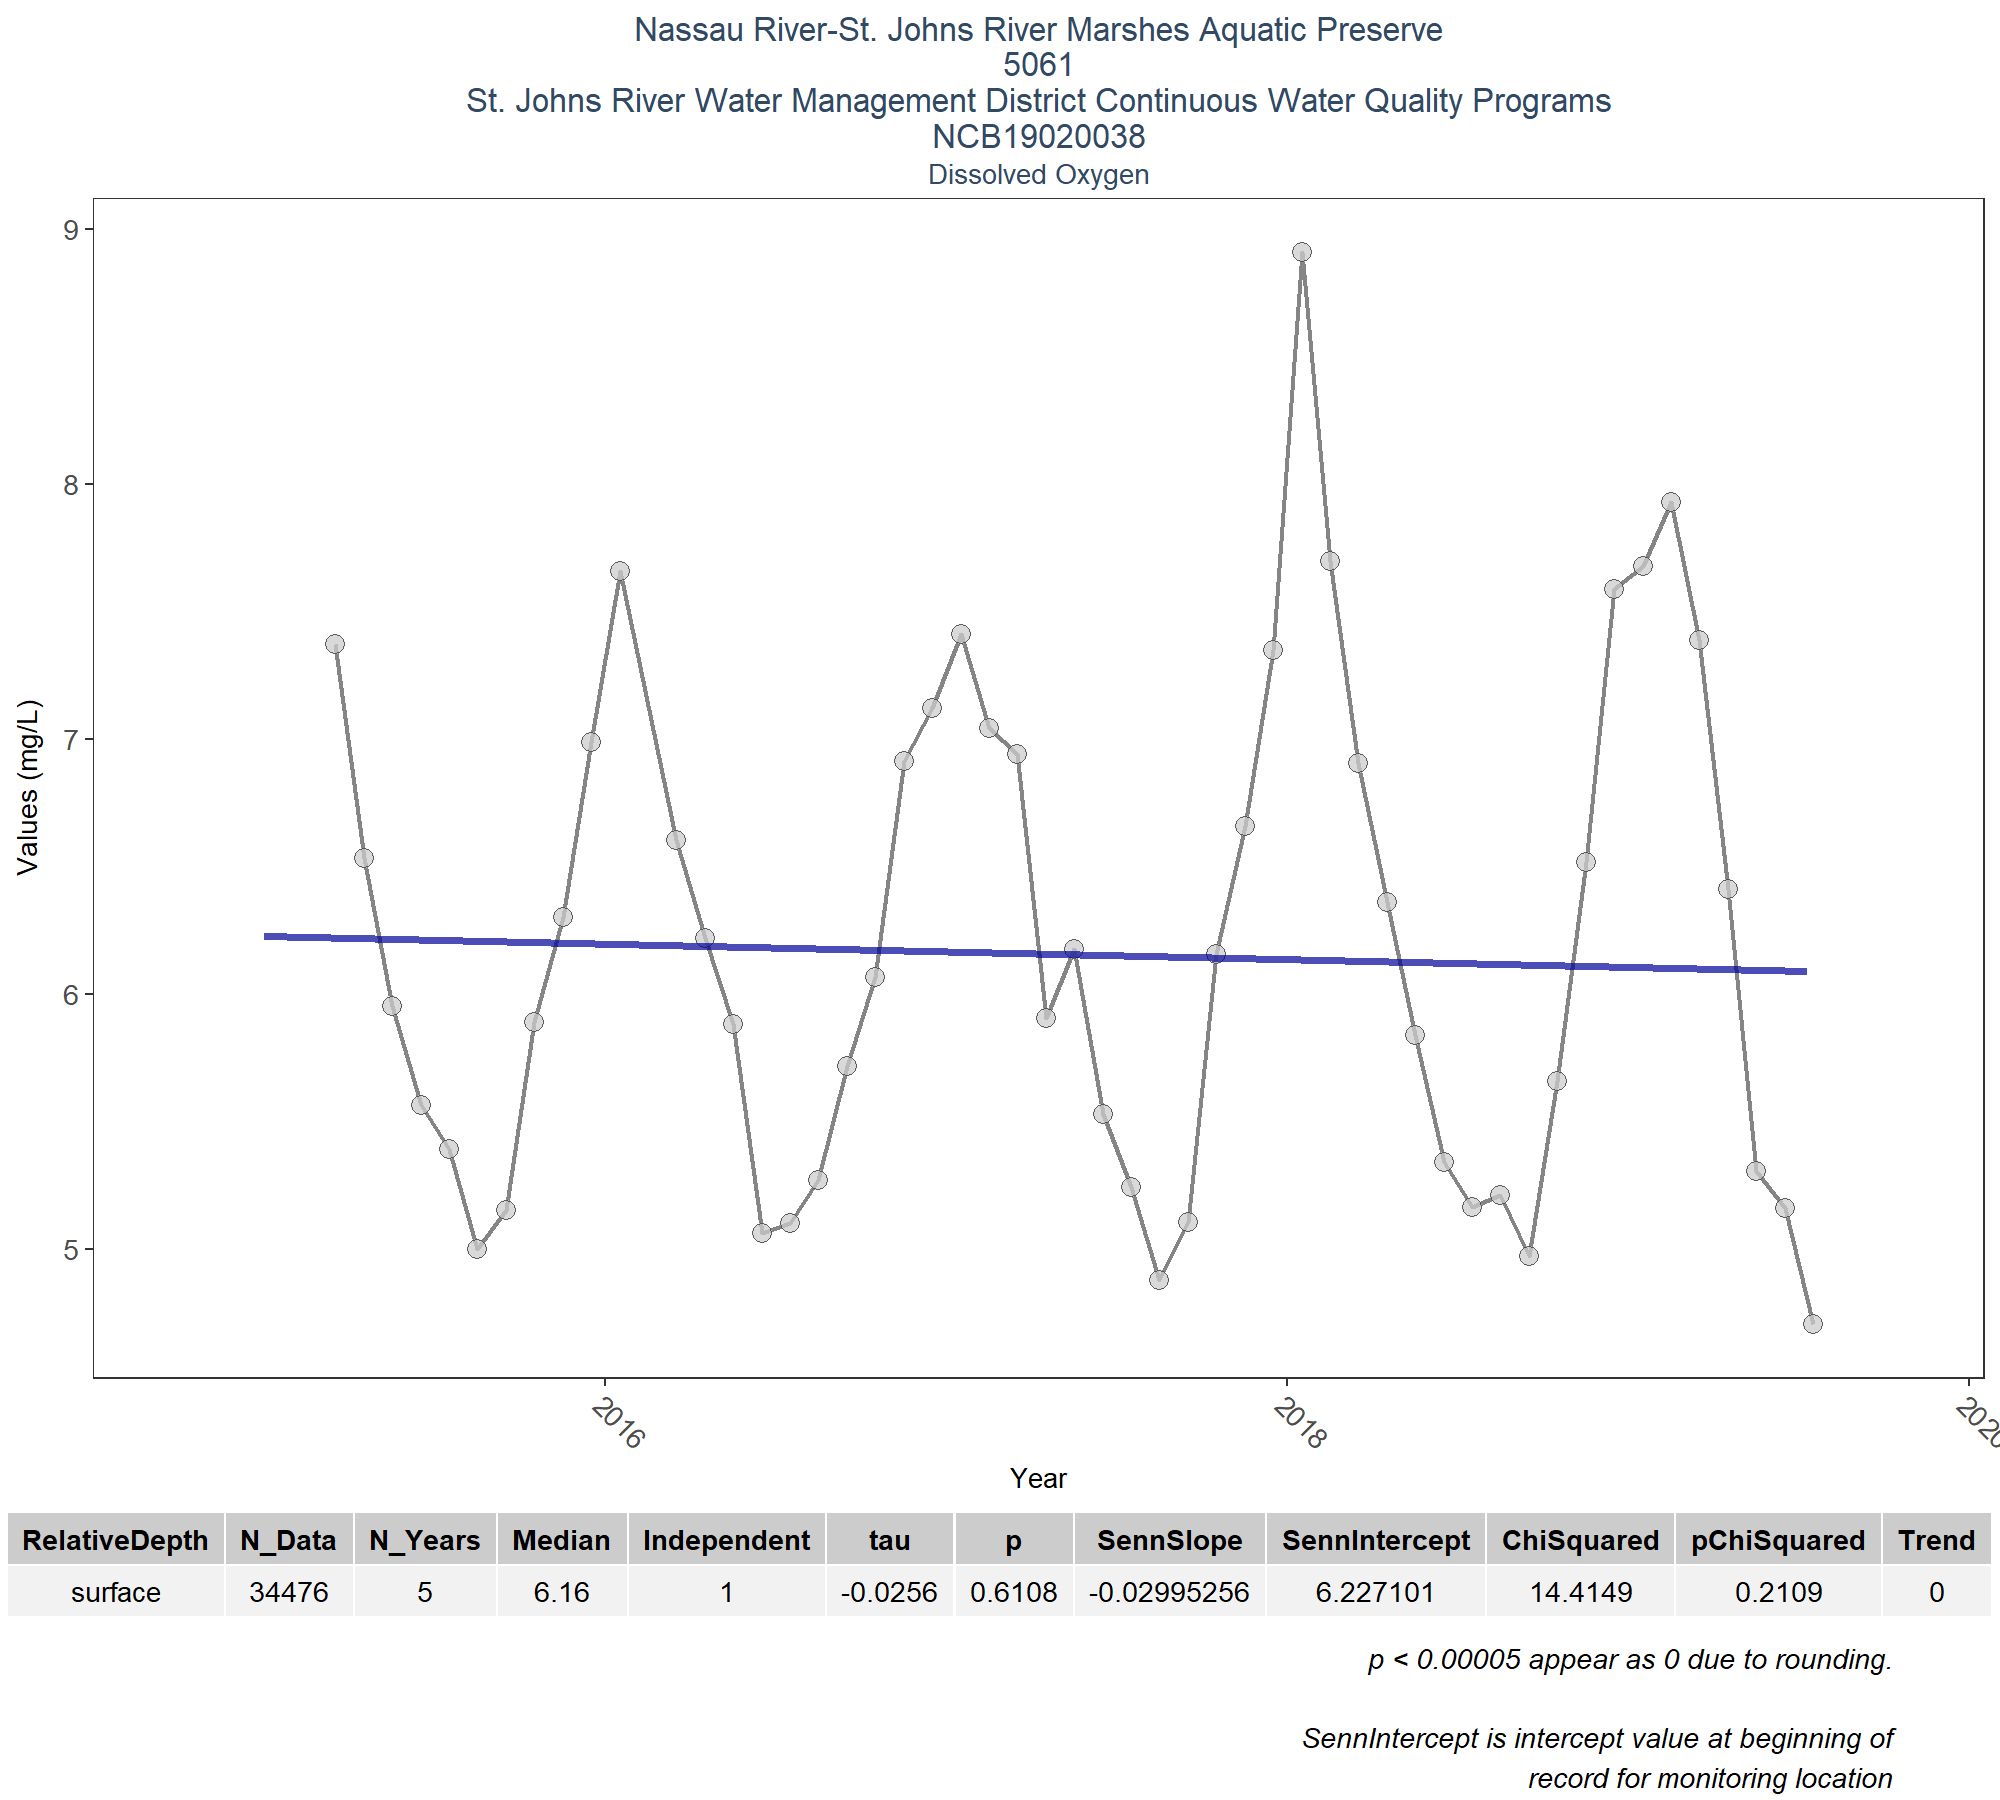 Nassau River-St. Johns River Marshes Aquatic Preserve
5061
St. Johns River Water Management District Continuous Water Quality Programs
NCB19020038
Dissolved Oxygen
9
8
7
6
5
Values (mg/L)
2016
2018
2020
Year
RelativeDepth N_Data N_Years Median Independent tau p SennSlope SennIntercept ChiSquared pChiSquared Trend
surface 34476 5 6.16 1 -0.0256 0.6108 -0.02995256 6.227101 14.4149 0.2109 0
p < 0.00005 appear as 0 due to rounding.
SennIntercept is intercept value at beginning of
record for monitoring location